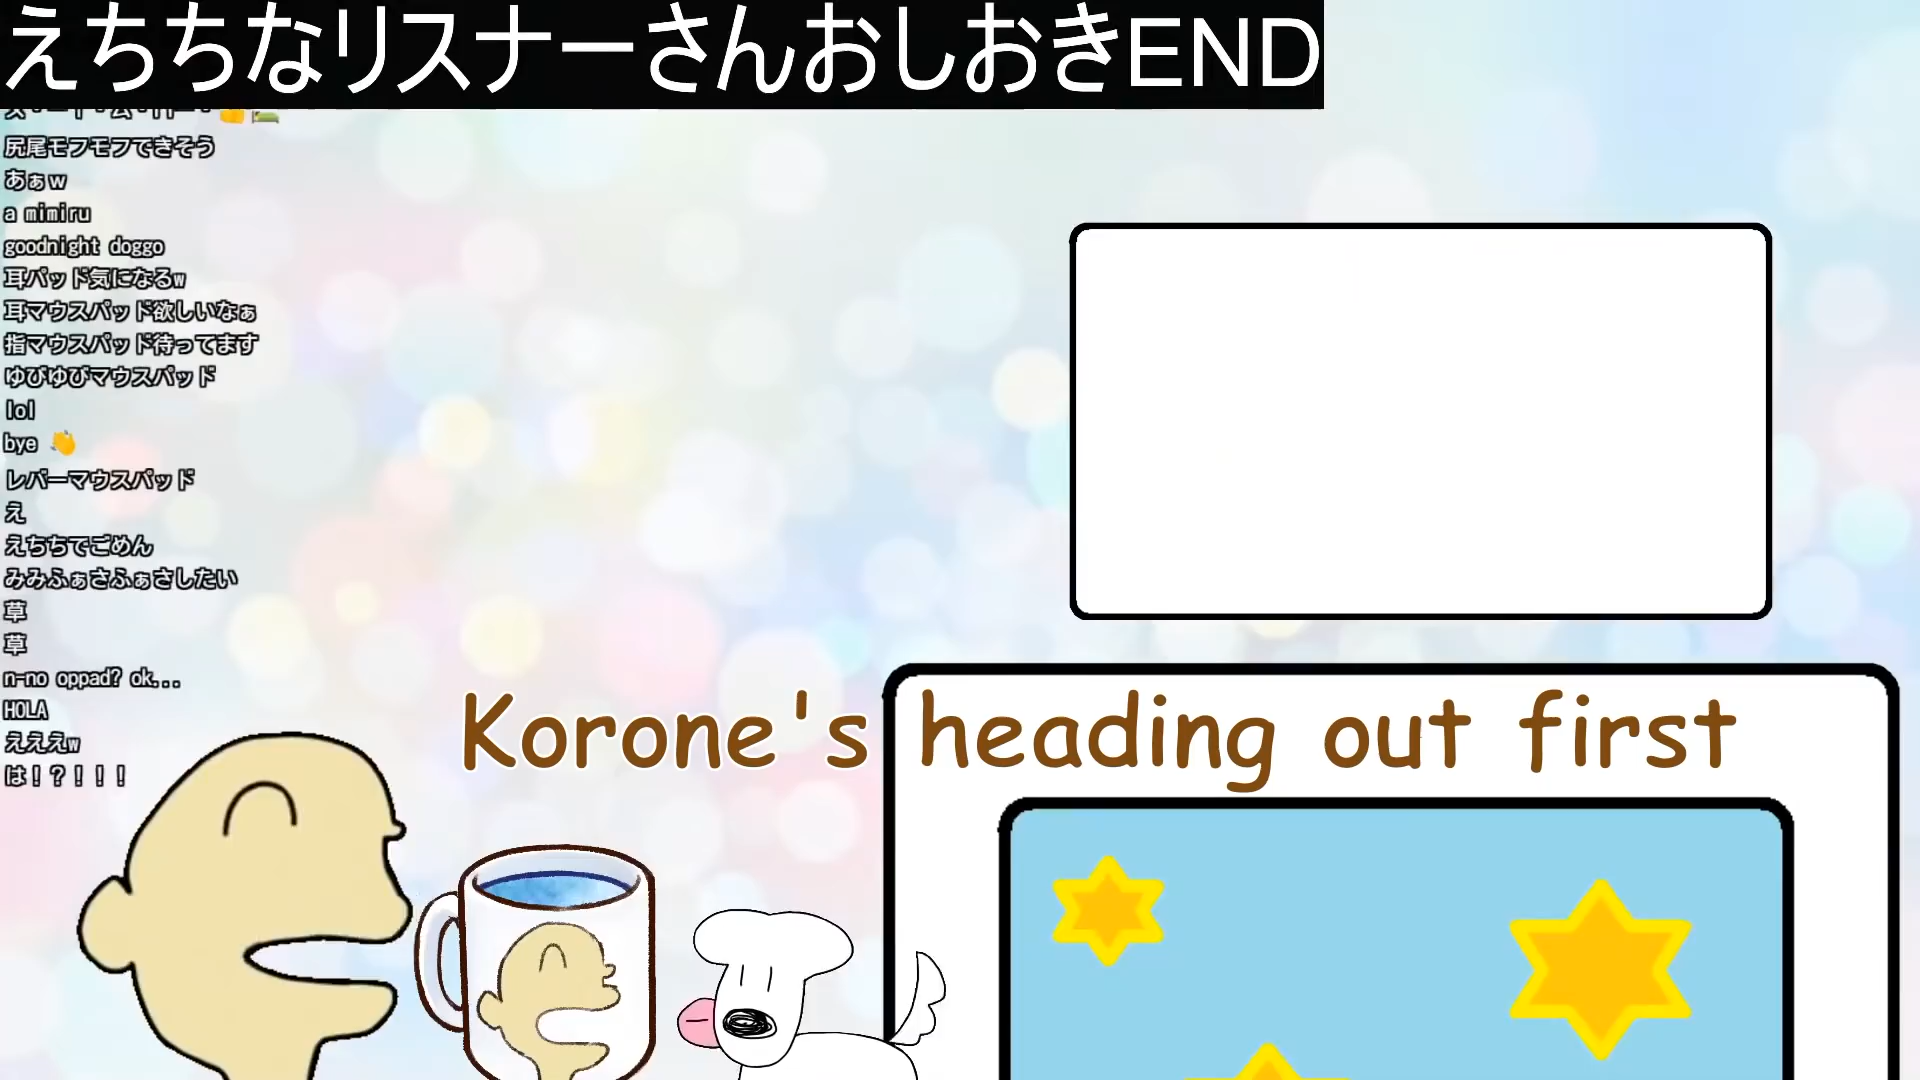 えちちなリスナーさんおしおきEND
尻尾モフモフできそう
あぁw
a mimiru
goodnight doggo
耳パッド気になるw
耳マウスパッド欲しいなぁ
指マウスパッド待ってます
ゆびゆびマウスパッド
lol
bye 👋
レバーマウスパッド
え
えちちでごめん
みみふぁさふぁさしたい
草
草
n-no oppad? ok...
HOLA
えええw
は！？！！！
Korone's heading out first